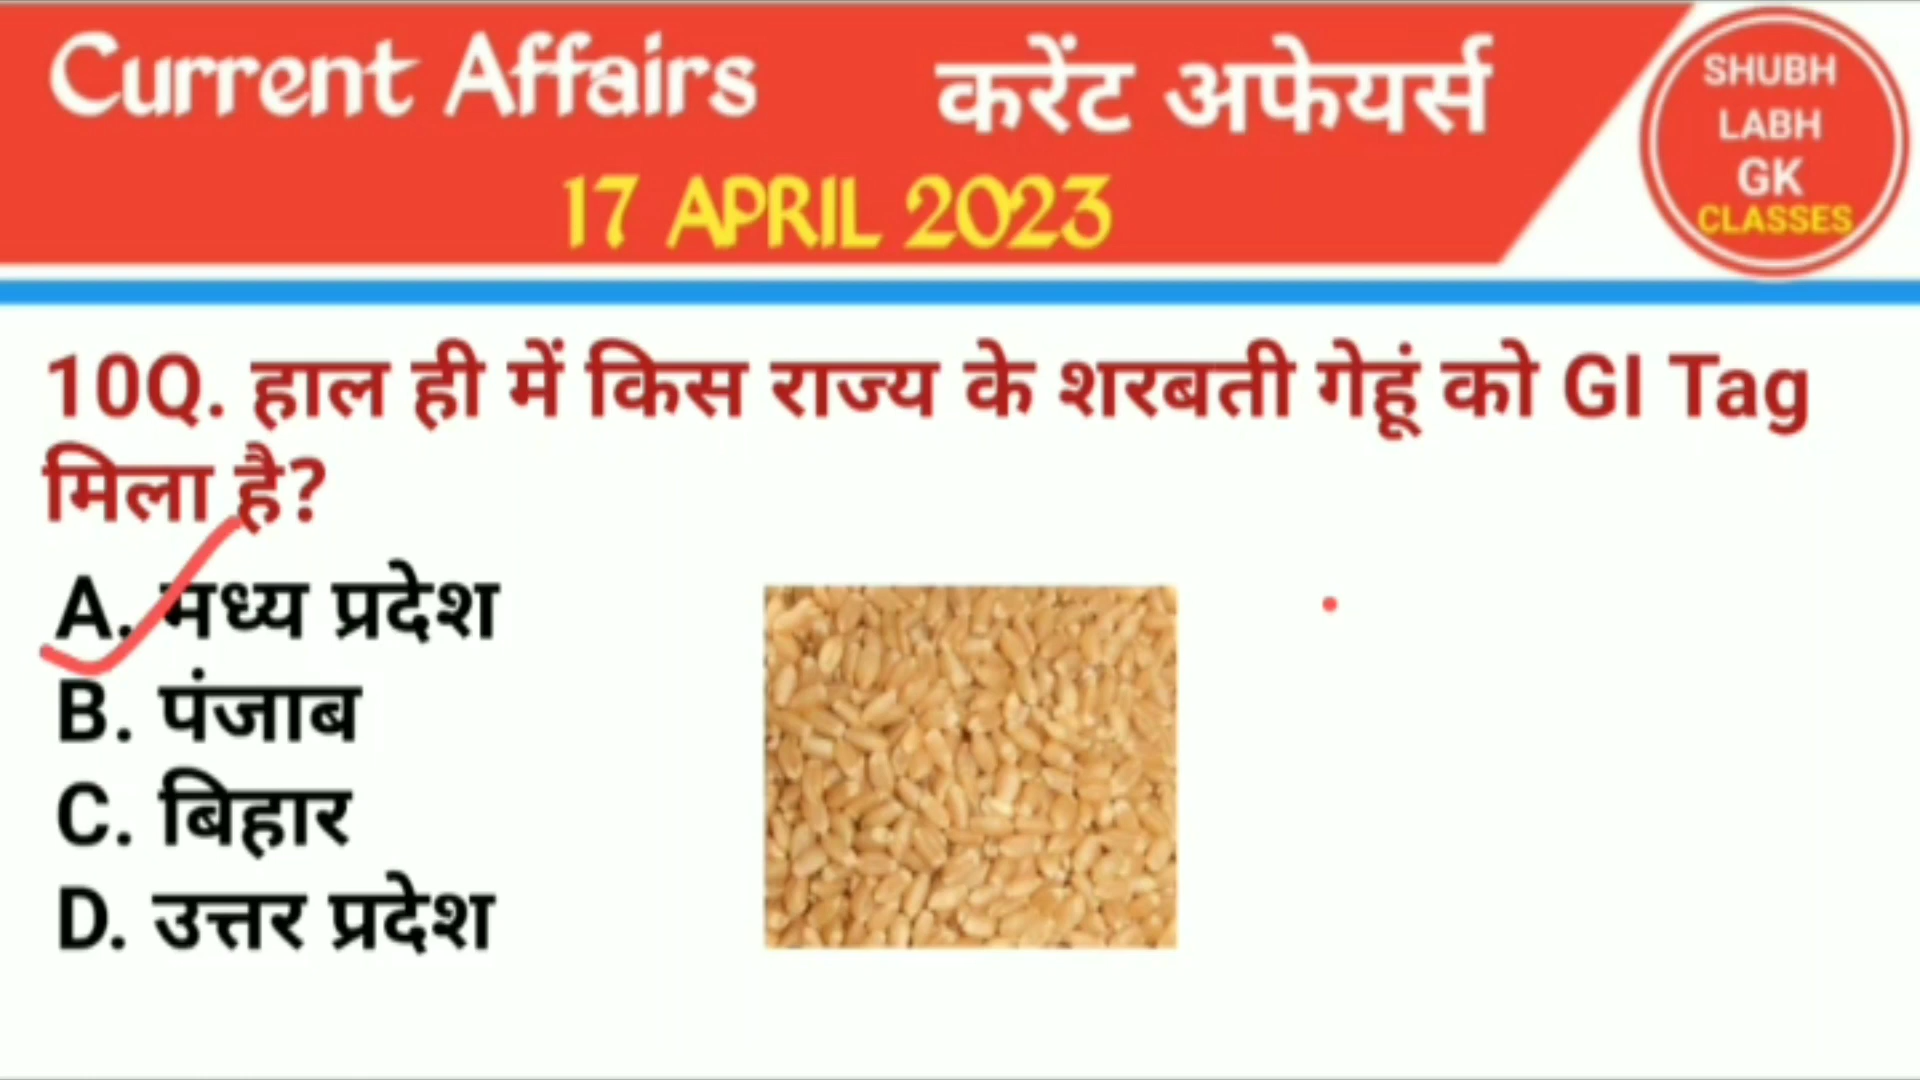 Current Affairs करेंट अफेयर्स
17 APRIL 2023
SHUBH
LABH
GK
CLASSES
10Q. हाल ही में किस राज्य के शरबती गेहूं को GI Tag
मिला है?
A. मध्य प्रदेश
B. पंजाब
C. बिहार
D. उत्तर प्रदेश